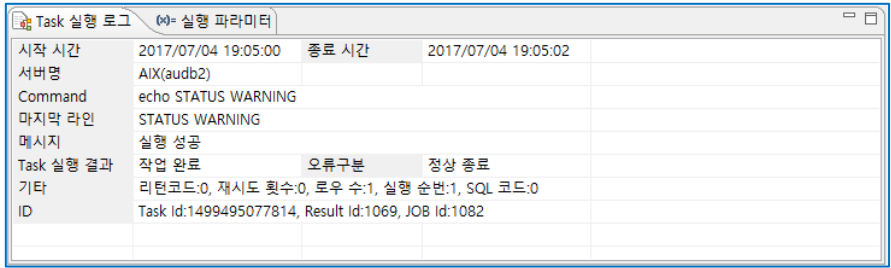 Task 실행 로그 (x)= 실행 파라미터
시작 시간 2017/07/04 19:05:00 종료 시간 2017/07/04 19:05:02
서버명 AIX(audb2)
Command echo STATUS WARNING
마지막 라인 STATUS WARNING
메시지 실행 성공
Task 실행 결과 작업 완료 오류구분 정상 종료
기타 리턴코드:0, 재시도 횟수:0, 로우 수:1, 실행 순번:1, SQL 코드:0
ID Task Id:1499495077814, Result Id:1069, JOB Id:1082